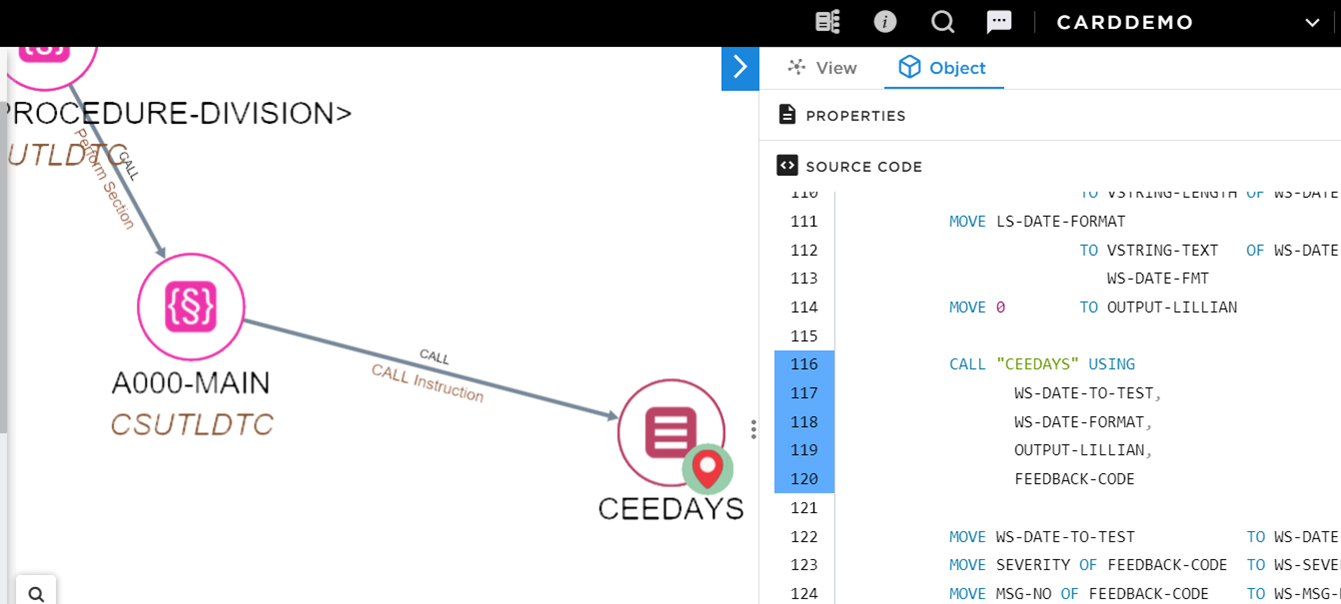 CARDDEMO
PROCEDURE-DIVISION>
UTLDTC
CALL
Perform Section
A000-MAIN
CSUTLDTC
CALL
CALL Instruction
CEEDAYS
View
Object
PROPERTIES
SOURCE CODE
110 TO VSTRING-LENGTH OF WS-DATE
111 MOVE LS-DATE-FORMAT
112 TO VSTRING-TEXT OF WS-DATE
113 WS-DATE-FMT
114 MOVE 0 TO OUTPUT-LILLIAN
115
116 CALL "CEEDAYS" USING
117 WS-DATE-TO-TEST,
118 WS-DATE-FORMAT,
119 OUTPUT-LILLIAN,
120 FEEDBACK-CODE
121
122 MOVE WS-DATE-TO-TEST TO WS-DATE
123 MOVE SEVERITY OF FEEDBACK-CODE TO WS-SEVE
124 MOVE MSG-NO OF FEEDBACK-CODE TO WS-MSG-